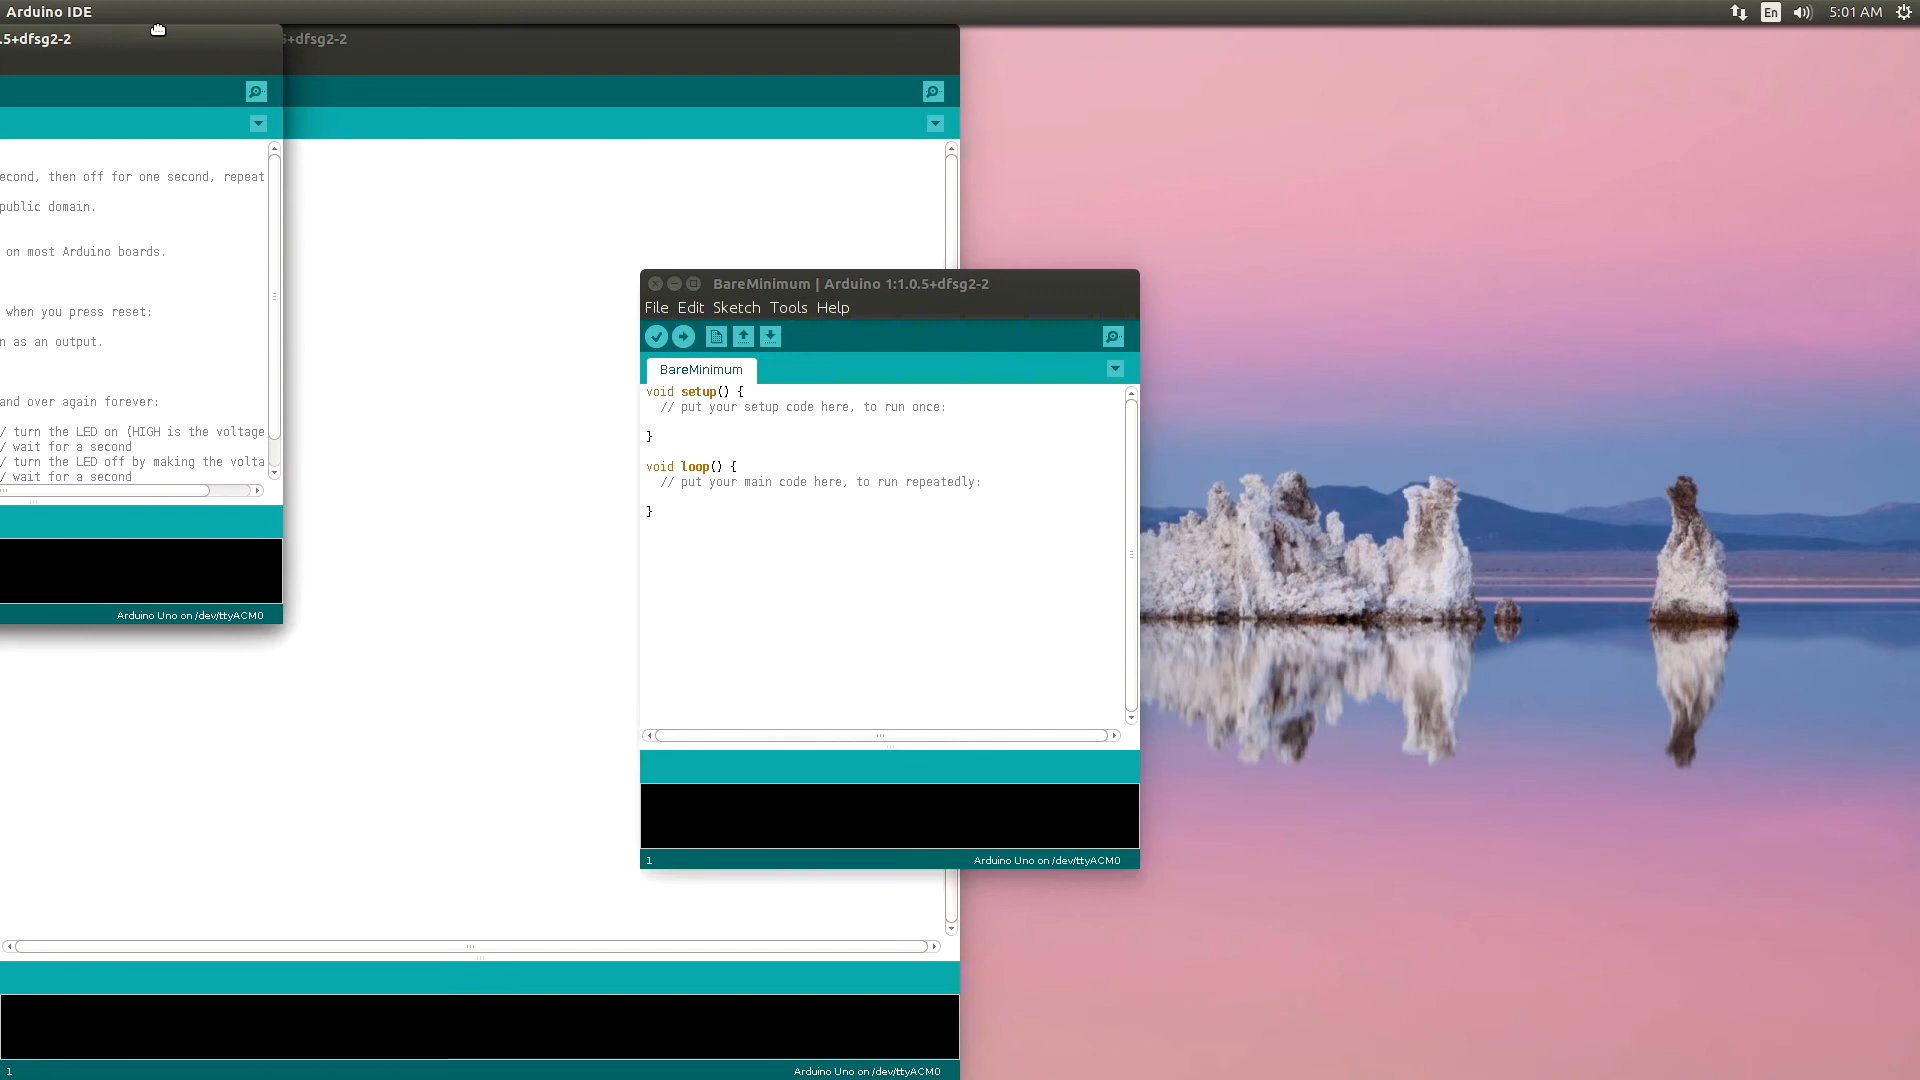 Arduino IDE
En
5:01 AM
.5+dfsg2-2
5+dfsg2-2
econd, then off for one second, repeat
public domain.
on most Arduino boards.
when you press reset:
n as an output.
and over again forever:
/ turn the LED on (HIGH is the voltage
/ wait for a second
/ turn the LED off by making the volta
/ wait for a second
Arduino Uno on /dev/ttyACM0
BareMinimum | Arduino 1:1.0.5+dfsg2-2
File Edit Sketch Tools Help
BareMinimum
void setup() {
// put your setup code here, to run once:
}
void loop() {
// put your main code here, to run repeatedly:
}
1
Arduino Uno on /dev/ttyACM0
1
Arduino Uno on /dev/ttyACM0